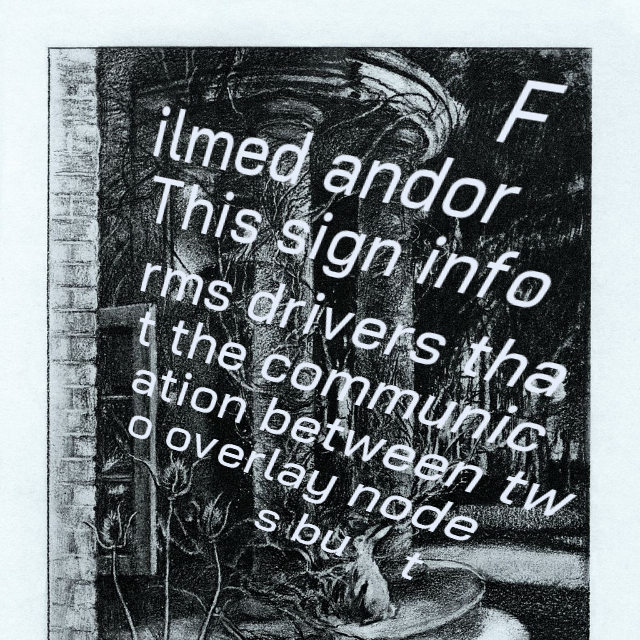 F
ilmed andor
This sign info
rms drivers tha
t the communic
ation between tw
o overlay node
s bu t